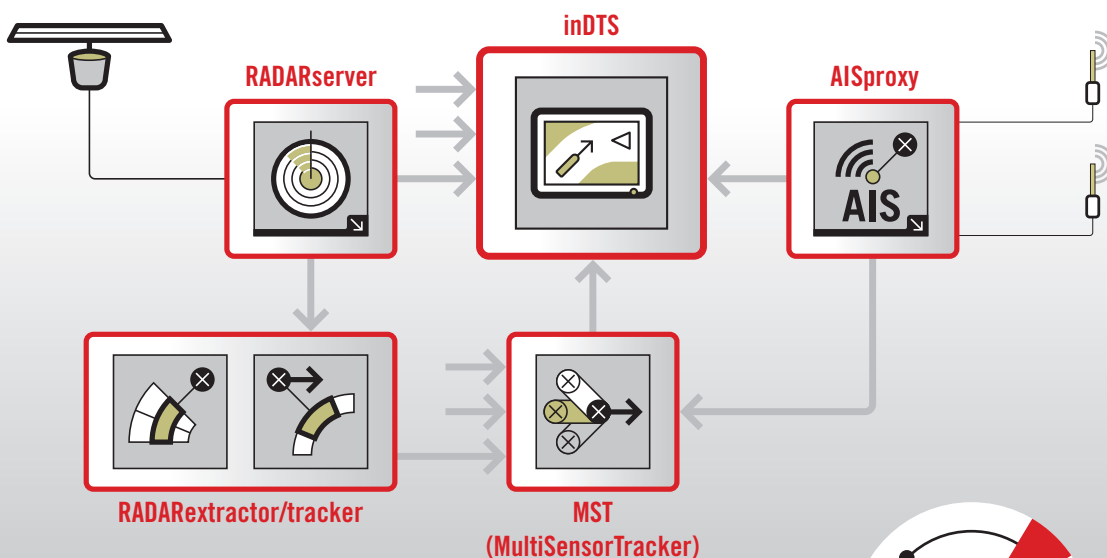 inDTS
RADARserver
AISproxy
AIS
RADARextractor/tracker
MST
(MultiSensorTracker)